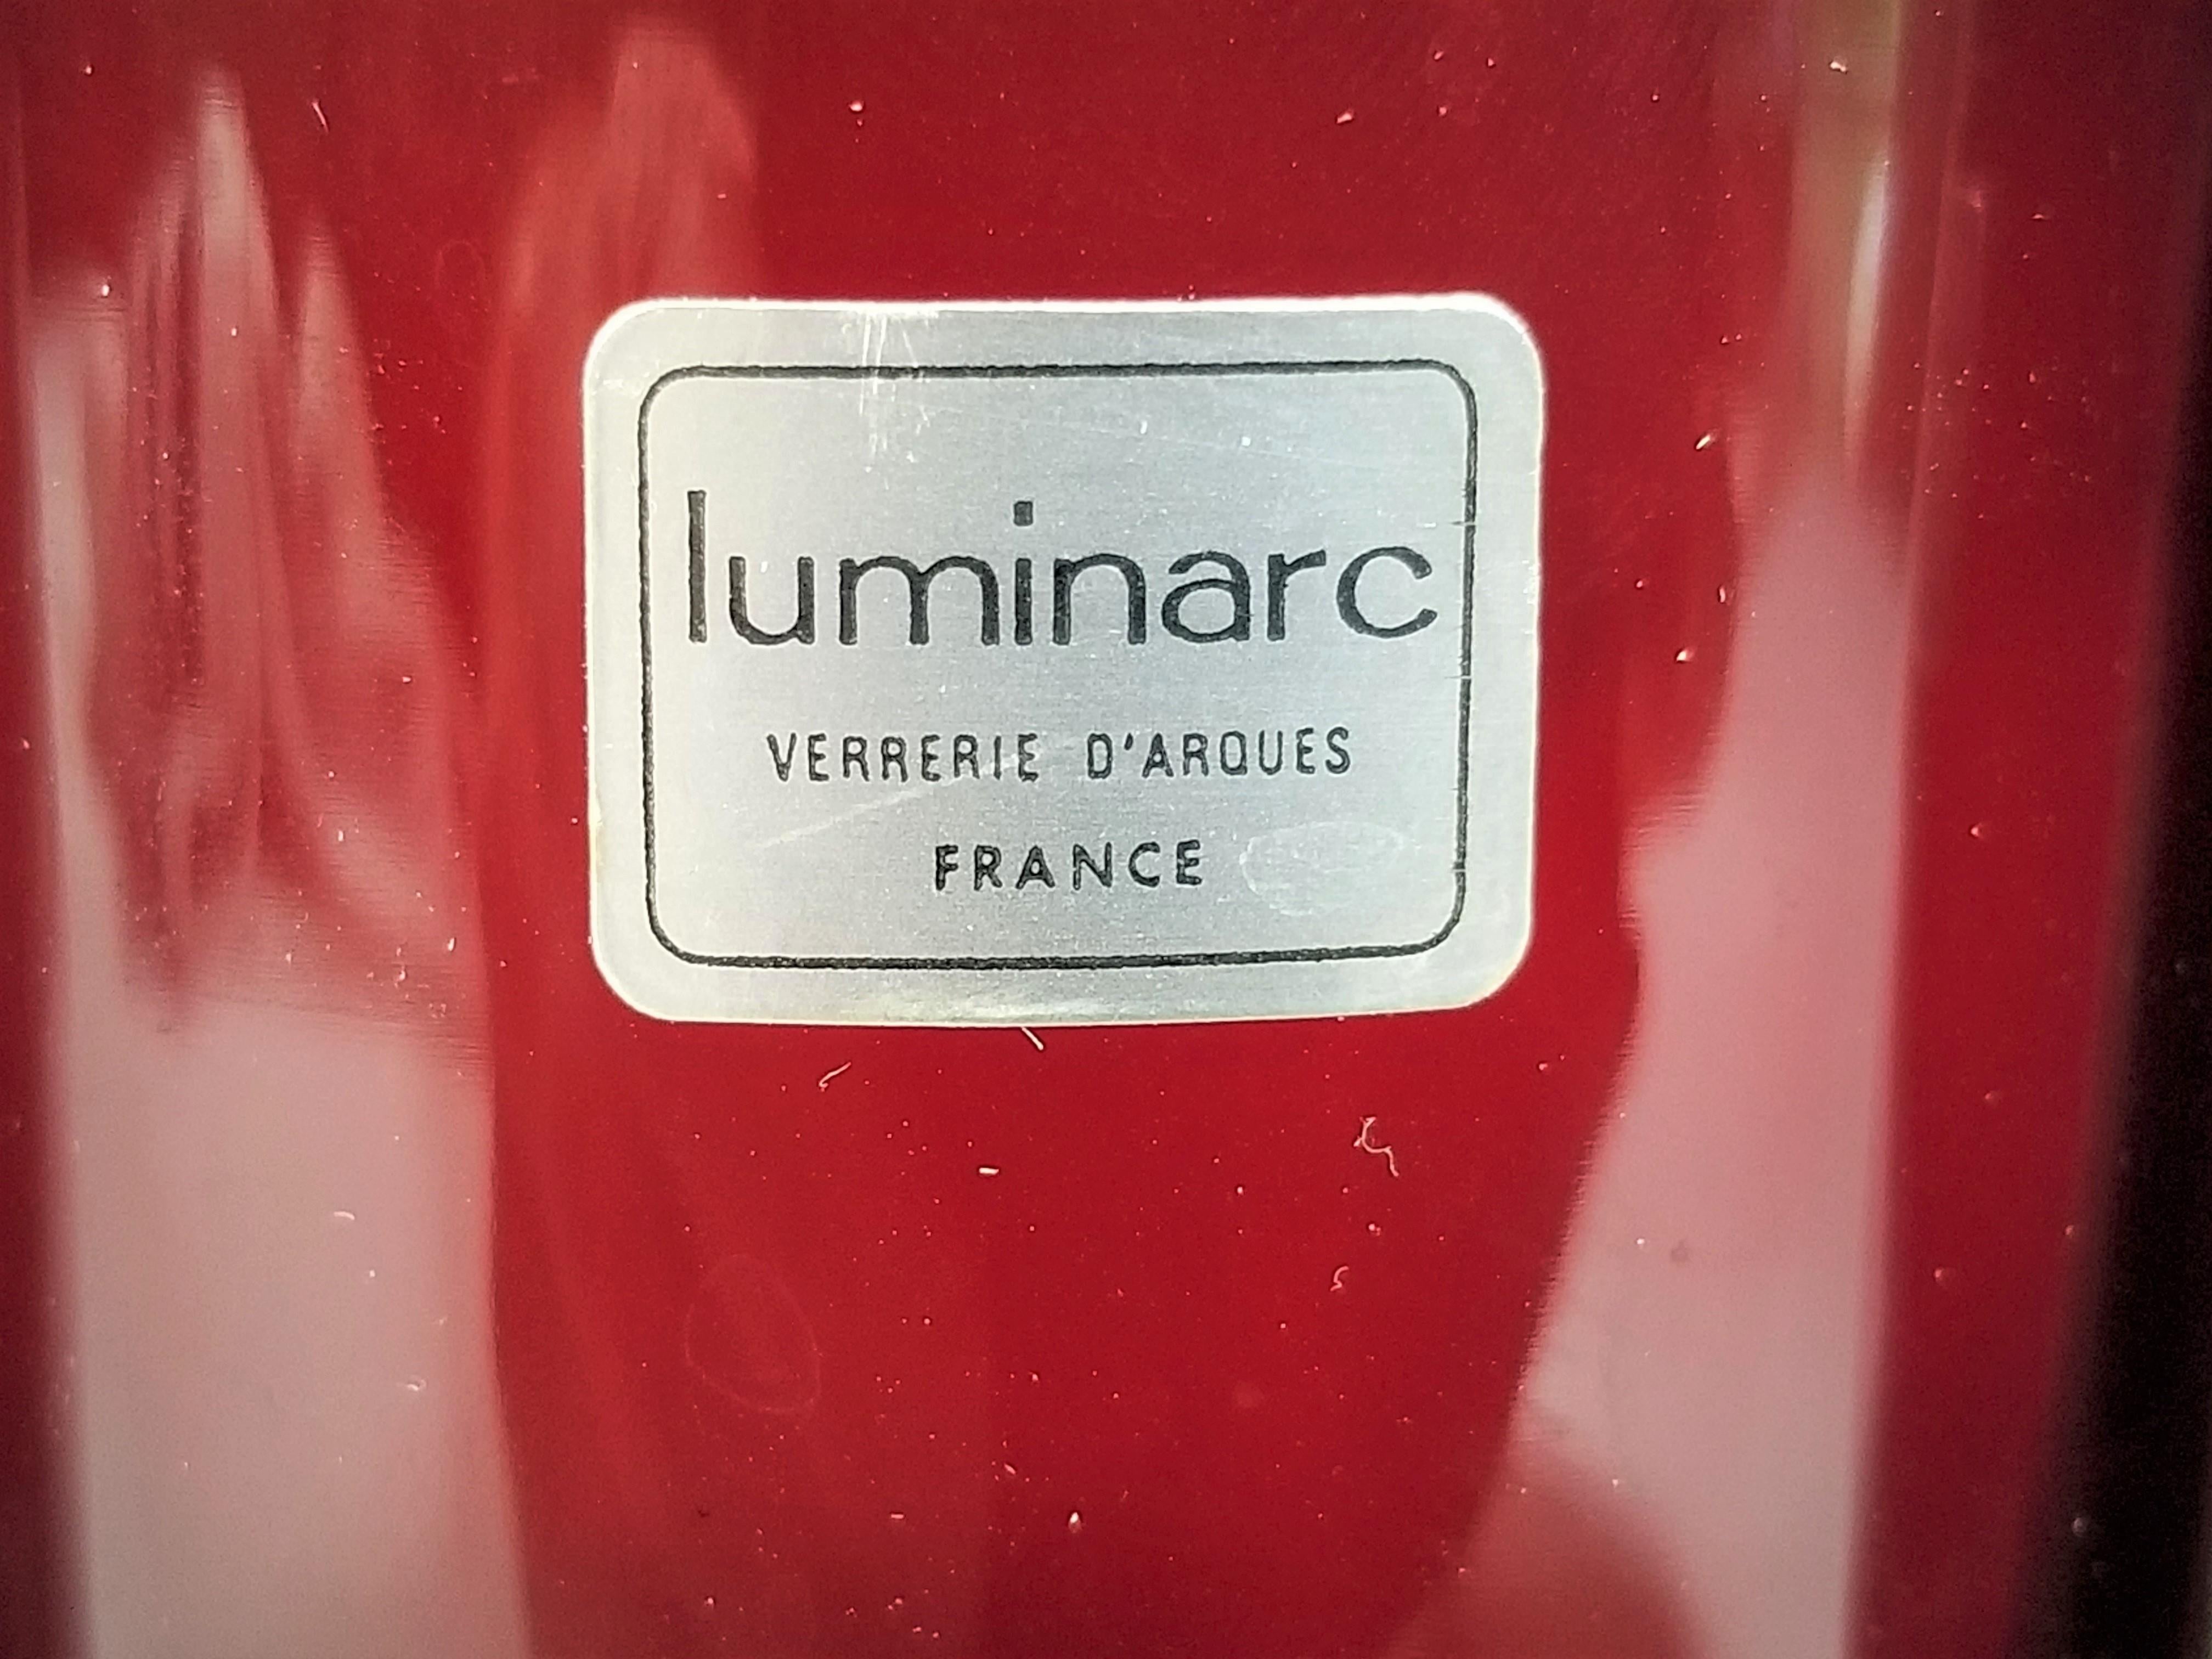 luminarc
VERRERIE D'ARQUES
FRANCE